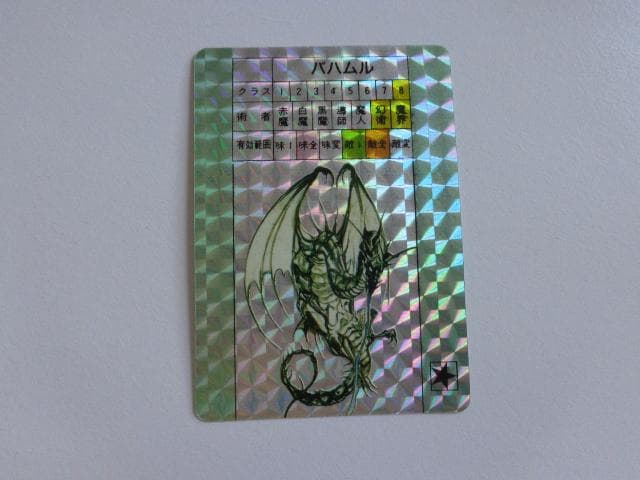 バハムル
クラス 1 2 3 4 5 6 7 8
術者 赤魔 白魔 黒魔 導師 魔人 幻術 魔界
有効範囲 味1 味全 味変 敵1 敵全 敵変